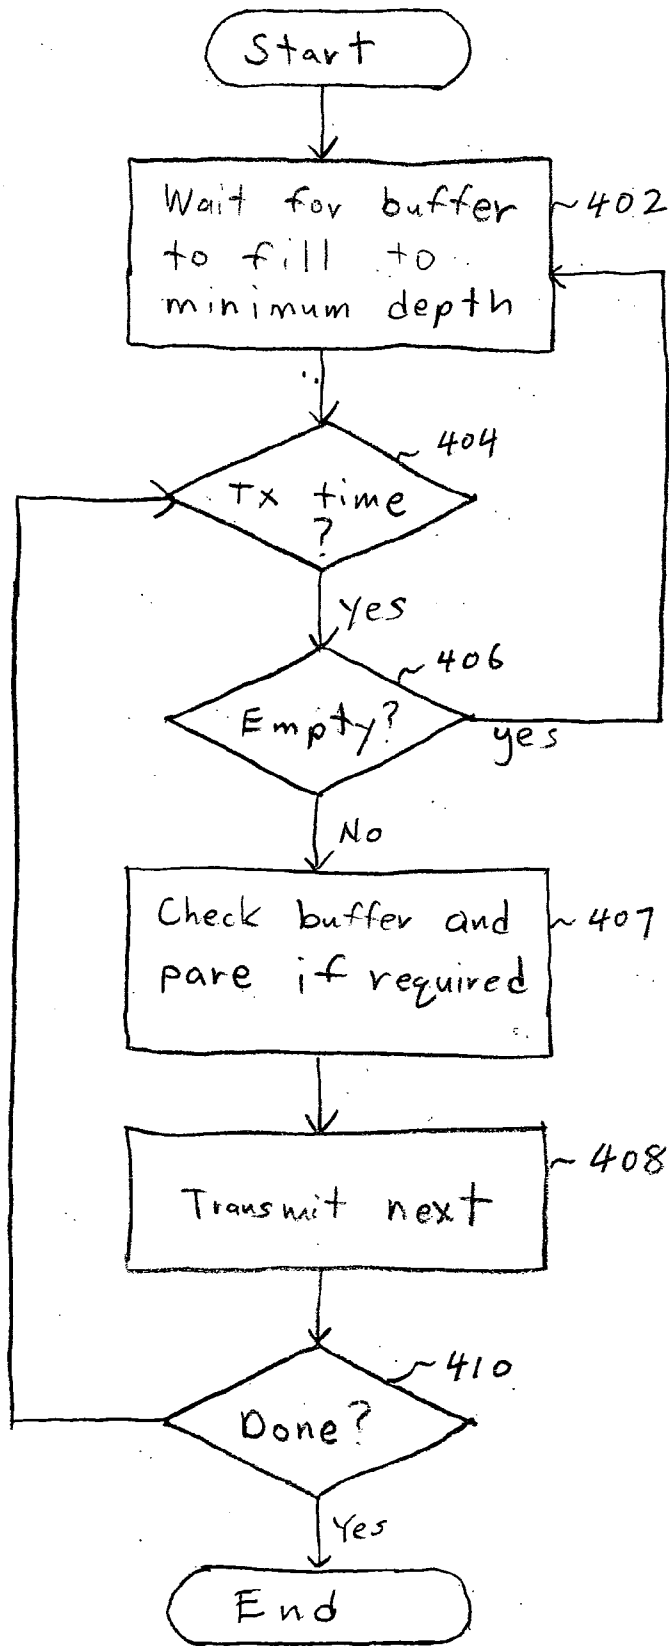 Start
Wait for buffer
to fill to
minimum depth
402
404
Tx time
?
Yes
406
Empty?
yes
No
Check buffer and
pare if required
407
408
Transmit next
410
Done?
Yes
End